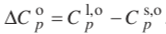 ΔC_p^o = C_p^{l,o} − C_p^{s,o}